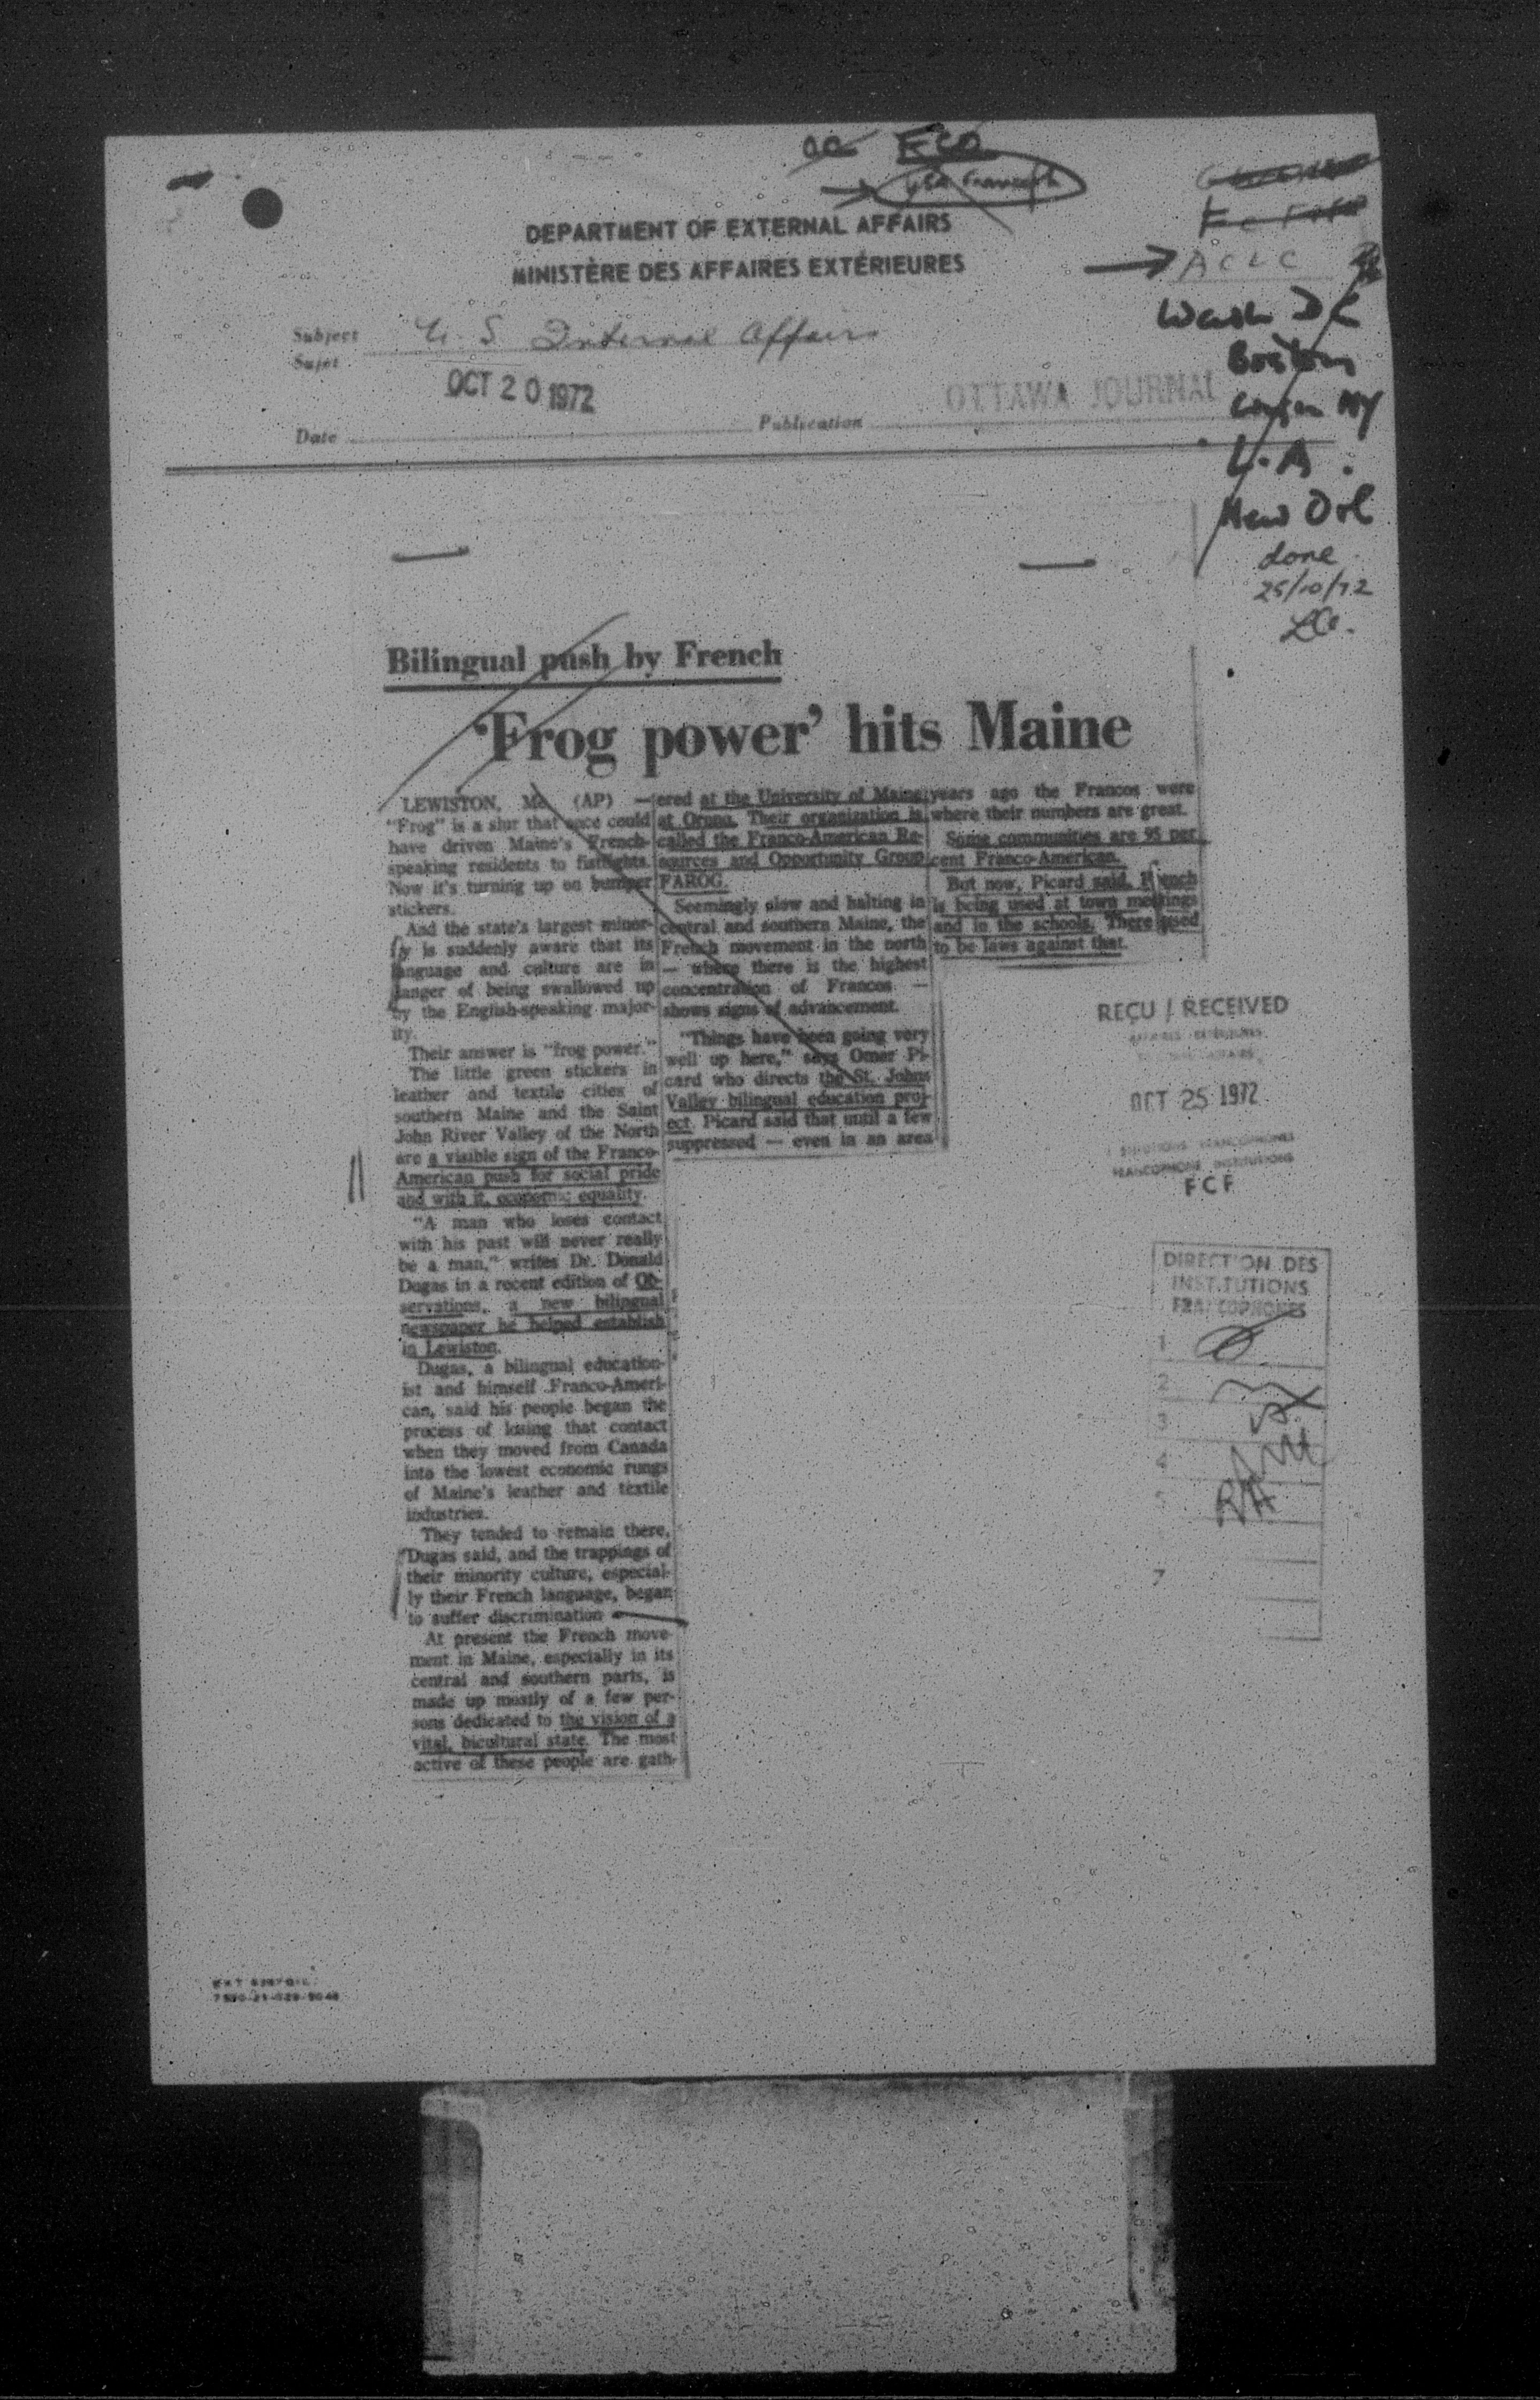 FCO
DEPARTMENT OF EXTERNAL AFFAIRS
MINISTÈRE DES AFFAIRES EXTÉRIEURES
ACLC
Wash DC
Boston
NY
L.A.
New Orl
done
25/10/72
Subject
Sujet
U.S Internal Affairs
OCT 20 1972
OTTAWA JOURNAL
Date
Publication
Bilingual push by French
'Frog power' hits Maine
LEWISTON, Me. (AP) —
"Frog" is a slur that once could
have driven Maine's French-
speaking residents to fistfights.
Now it's turning up on bumper
stickers.
And the state's largest minor-
ity is suddenly aware that its
language and culture are in
danger of being swallowed up
by the English-speaking major-
ity.
Their answer is "frog power."
The little green stickers in
leather and textile cities of
southern Maine and the Saint
John River Valley of the North
are a visible sign of the Franco-
American push for social pride
and with it, economic equality.
"A man who loses contact
with his past will never really
be a man," writes Dr. Donald
Dugas in a recent edition of Ob-
servations, a new bilingual
newspaper he helped establish
in Lewiston.
Dugas, a bilingual education-
ist and himself Franco-Ameri-
can, said his people began the
process of losing that contact
when they moved from Canada
into the lowest economic rungs
of Maine's leather and textile
industries.
They tended to remain there,
Dugas said, and the trappings of
their minority culture, especial-
ly their French language, began
to suffer discrimination
At present the French move-
ment in Maine, especially in its
central and southern parts, is
made up mostly of a few per-
sons dedicated to the vision of a
vital, bicultural state. The most
active of these people are gath-
ered at the University of Maine
at Orono. Their organization is
called the Franco-American Re-
sources and Opportunity Group
FAROG.
Seemingly slow and halting in
central and southern Maine, the
French movement in the north
— where there is the highest
concentration of Francos —
shows signs of advancement.
"Things have been going very
well up here," says Omer Pi-
card who directs the St. Johns
Valley bilingual education proj-
ect. Picard said that until a few
suppressed — even in an area
years ago the Francos were
where their numbers are great.
Some communities are 95 per
cent Franco-American.
But now, Picard said, French
is being used at town meetings
and in the schools. There used
to be laws against that.
REÇU / RECEIVED
OCT 25 1972
FRANCOPHONE INSTITUTIONS
FCF
DIRECTION DES
INSTITUTIONS
FRANCOPHONES
1
2
3
4
5
7